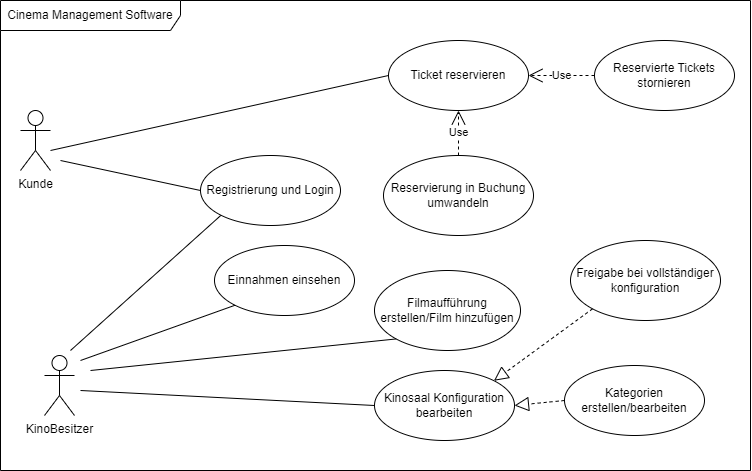 Cinema Management Software
Ticket reservieren
Use
Reservierte Tickets
stornieren
Use
Kunde
Registrierung und Login
Reservierung in Buchung
umwandeln
Einnahmen einsehen
Freigabe bei vollständiger
konfiguration
Filmaufführung
erstellen/Film hinzufügen
KinoBesitzer
Kinosaal Konfiguration
bearbeiten
Kategorien
erstellen/bearbeiten